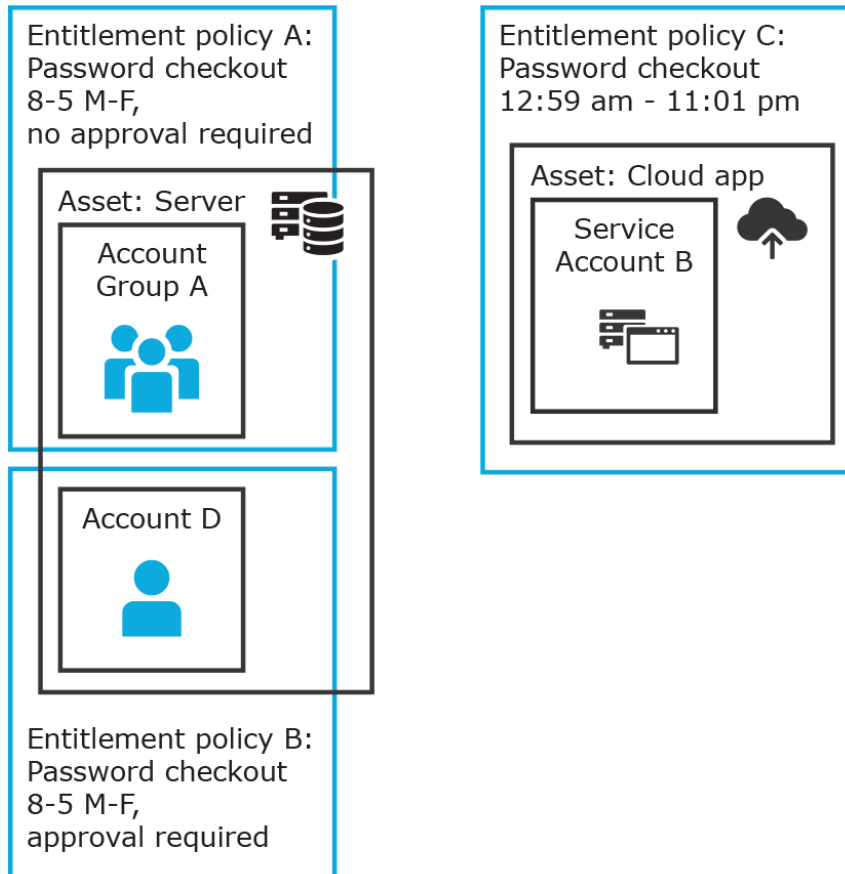 Entitlement policy A:
Password checkout
8-5 M-F,
no approval required
Asset: Server
Account
Group A
Account D
Entitlement policy B:
Password checkout
8-5 M-F,
approval required
Entitlement policy C:
Password checkout
12:59 am - 11:01 pm
Asset: Cloud app
Service
Account B